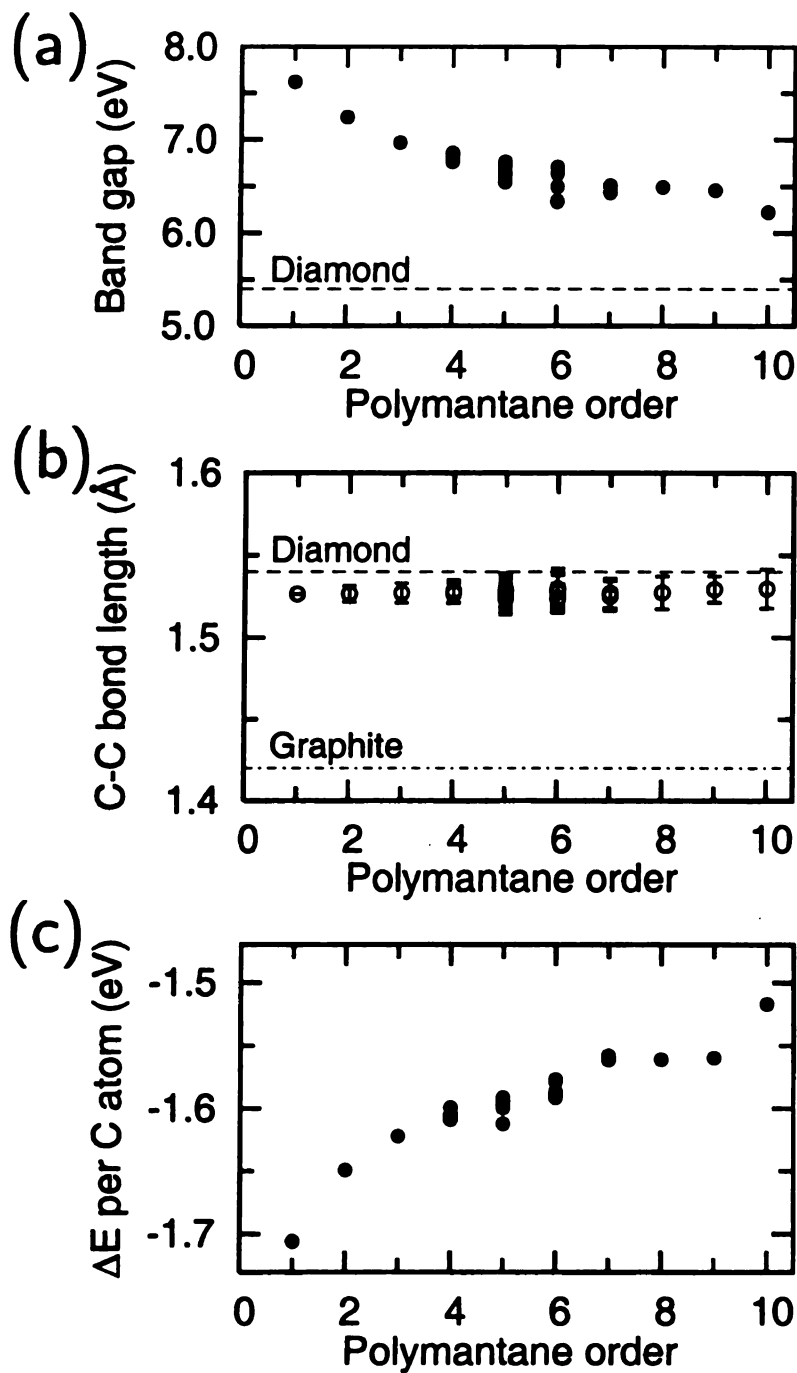 (a)
Band gap (eV)
8.0
7.0
6.0
5.0
Diamond
0 2 4 6 8 10
Polymantane order
(b)
C-C bond length (Å)
1.6
1.5
1.4
Diamond
Graphite
0 2 4 6 8 10
Polymantane order
(c)
ΔE per C atom (eV)
-1.5
-1.6
-1.7
0 2 4 6 8 10
Polymantane order